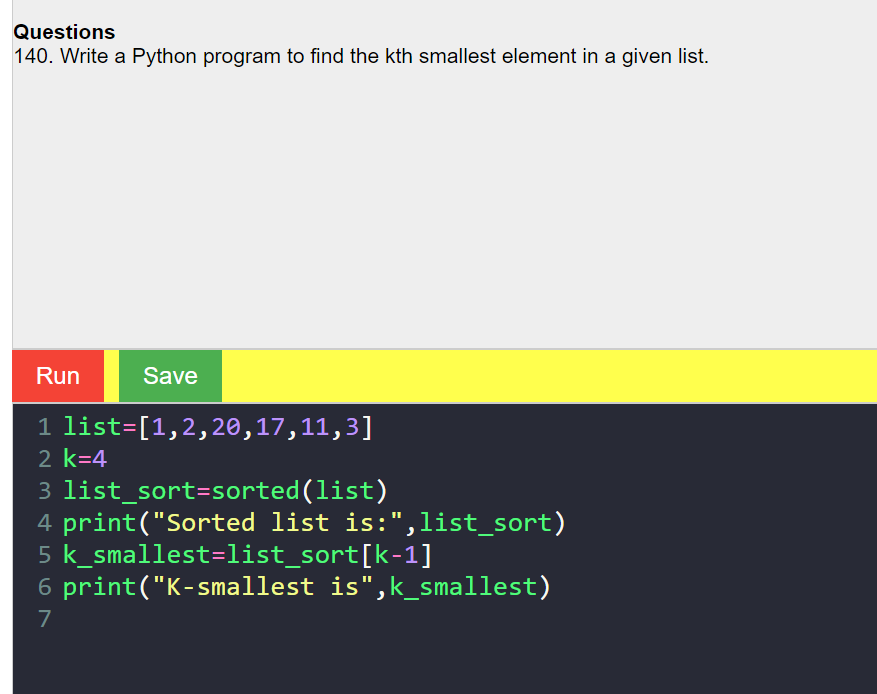 Questions
140. Write a Python program to find the kth smallest element in a given list.
Run Save
1 list=[1,2,20,17,11,3]
2 k=4
3 list_sort=sorted(list)
4 print("Sorted list is:",list_sort)
5 k_smallest=list_sort[k-1]
6 print("K-smallest is",k_smallest)
7